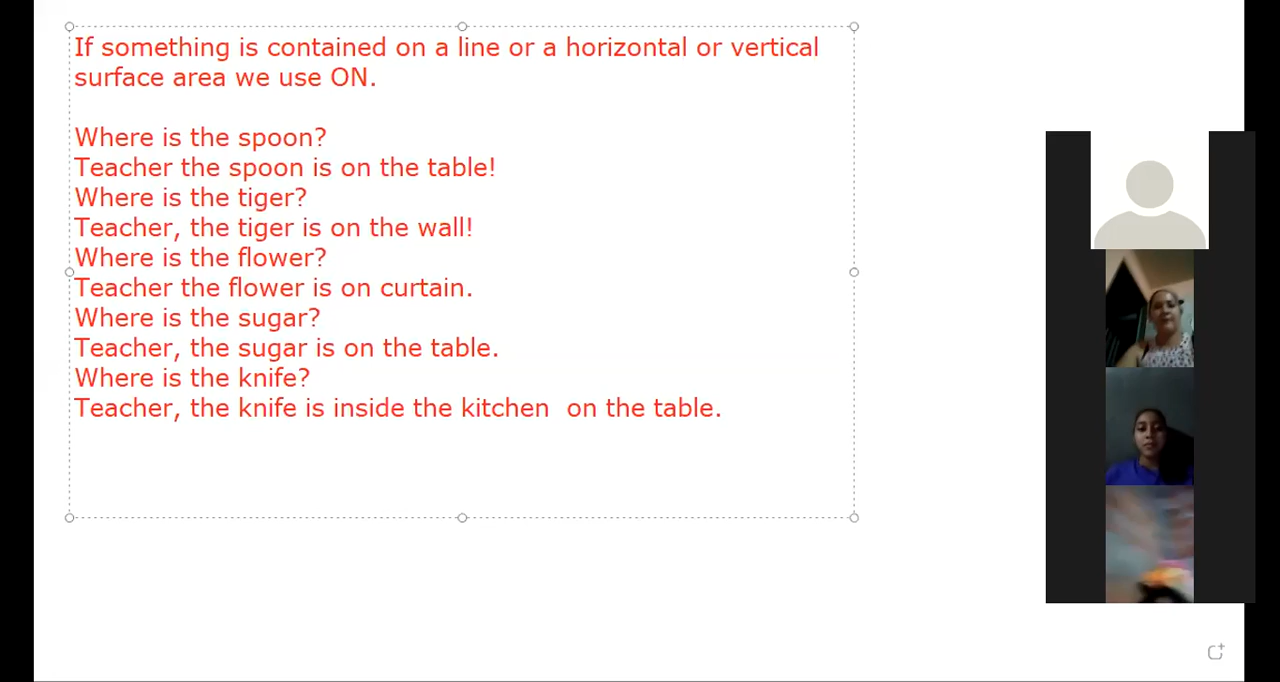 If something is contained on a line or a horizontal or vertical
surface area we use ON.
Where is the spoon?
Teacher the spoon is on the table!
Where is the tiger?
Teacher, the tiger is on the wall!
Where is the flower?
Teacher the flower is on curtain.
Where is the sugar?
Teacher, the sugar is on the table.
Where is the knife?
Teacher, the knife is inside the kitchen  on the table.